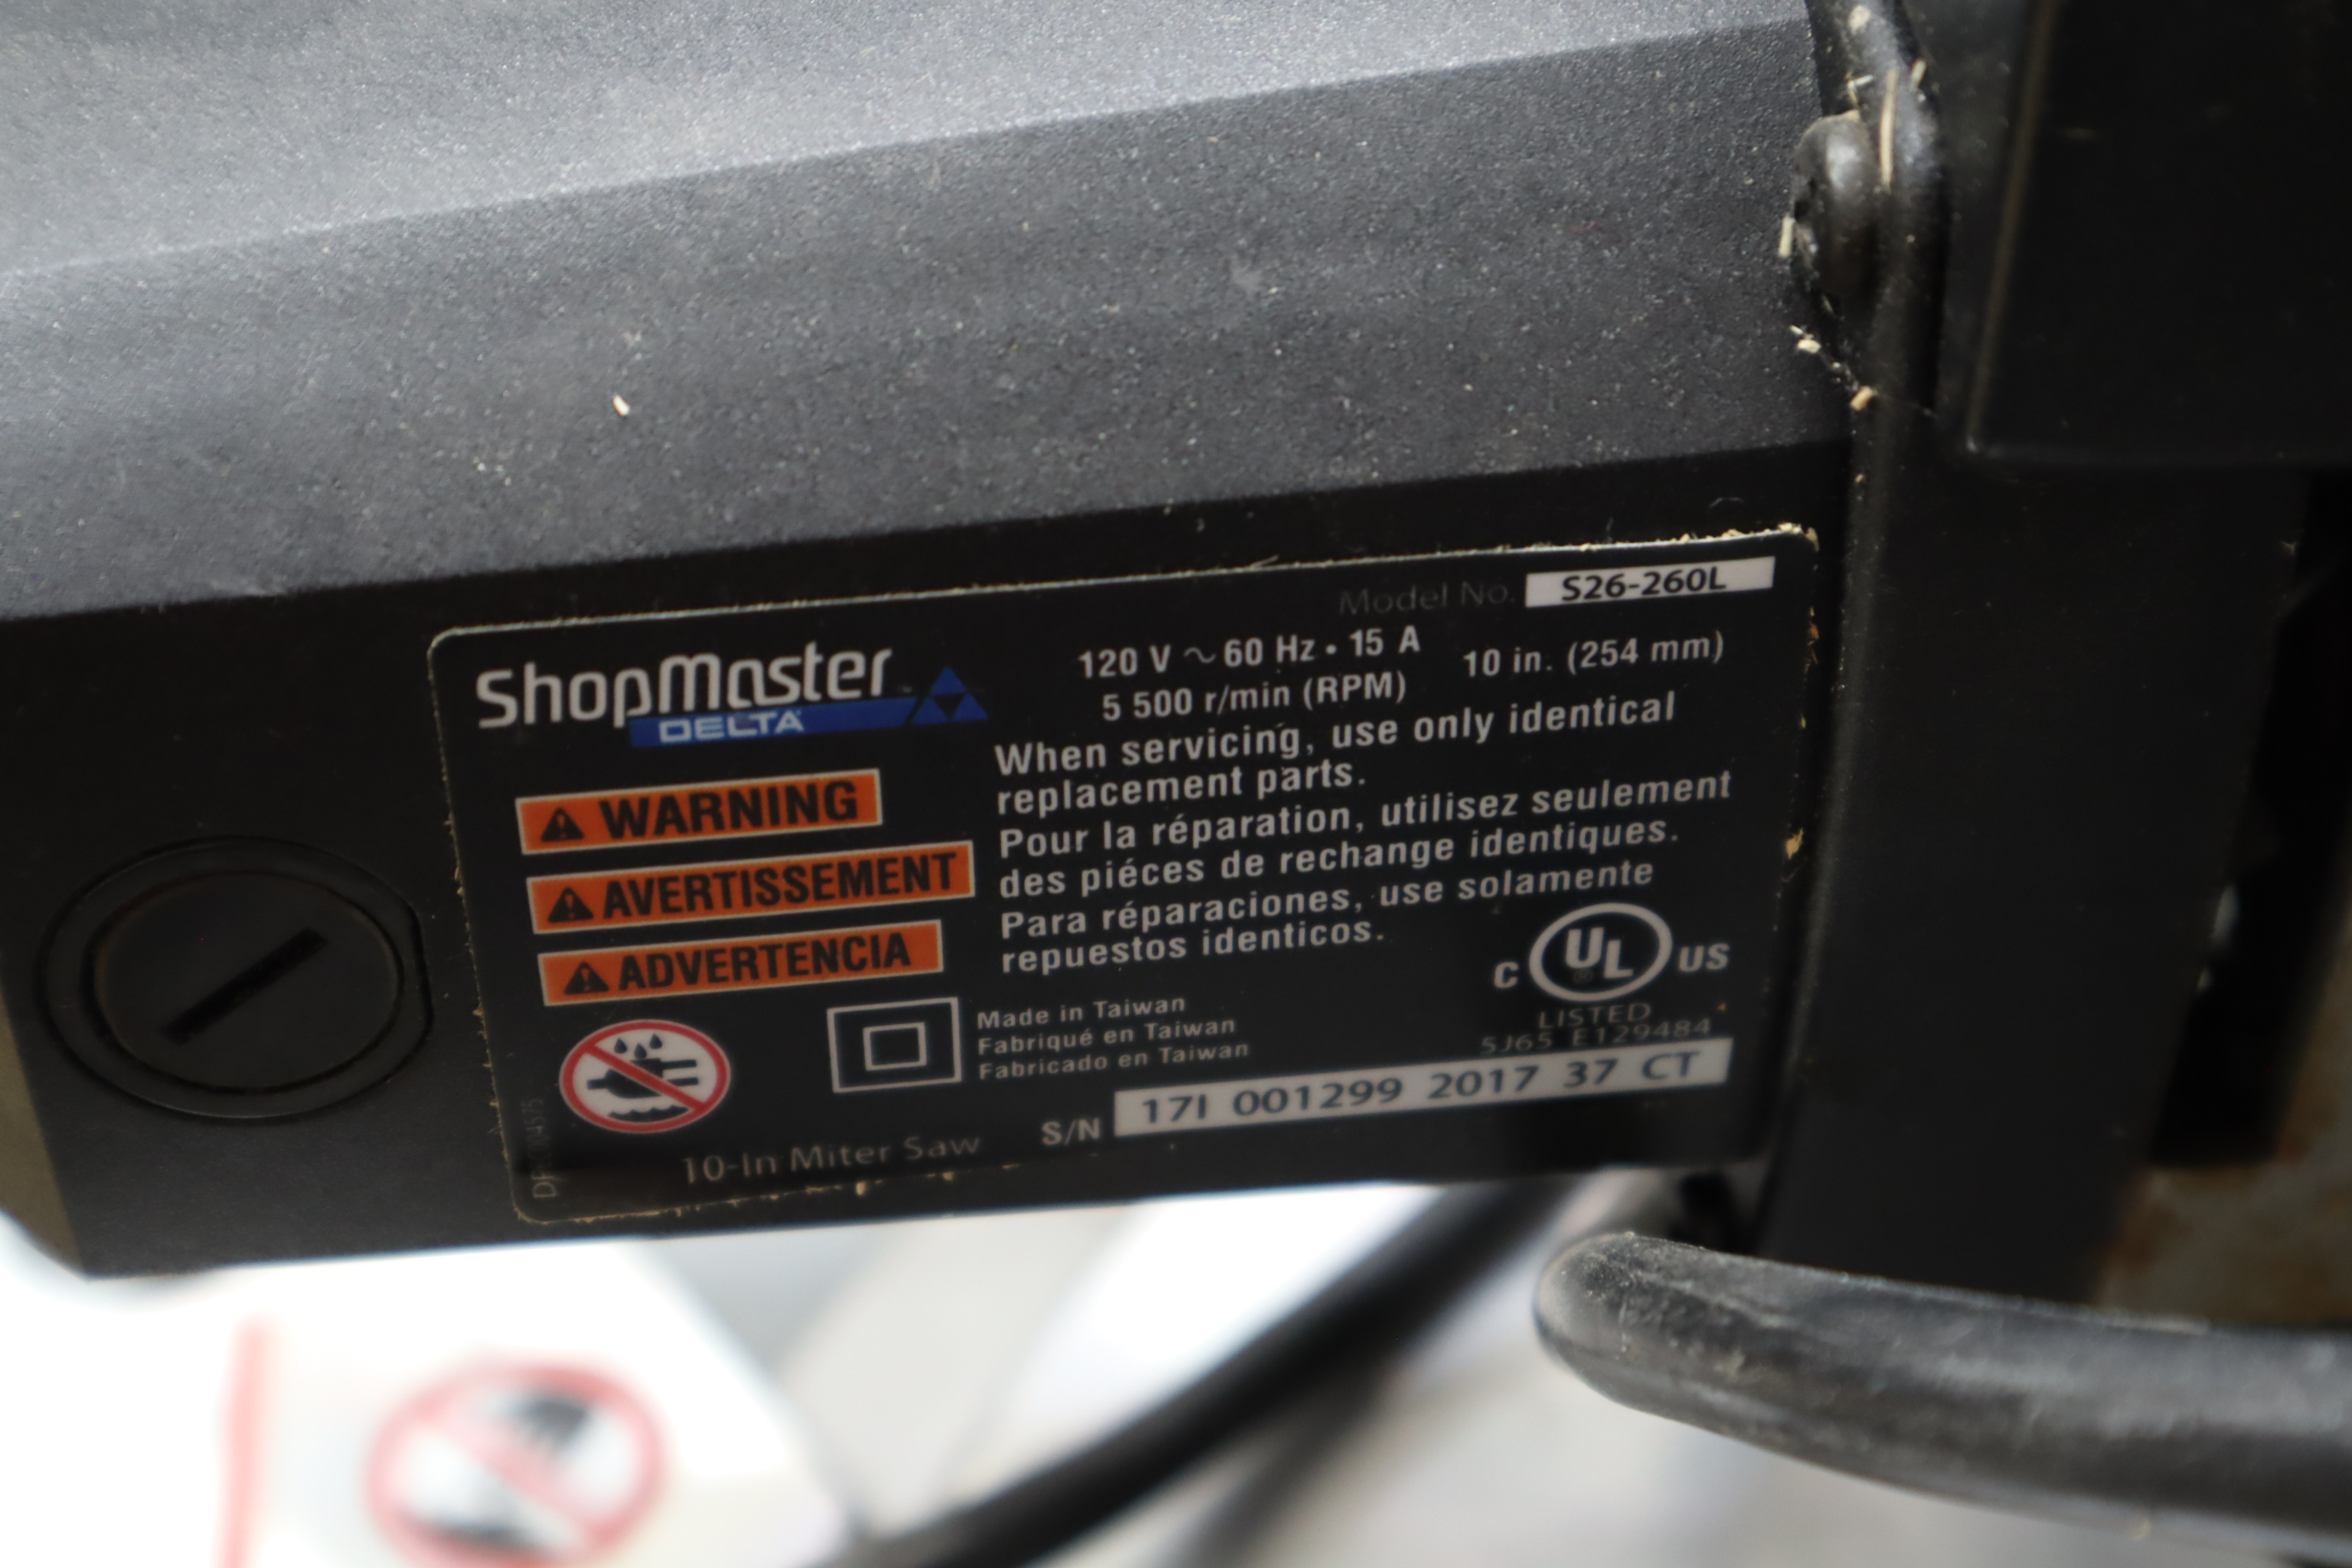 Model No. S26-260L
ShopMaster
DELTA
120 V ~ 60 Hz • 15 A
10 in. (254 mm)
5 500 r/min (RPM)
When servicing, use only identical
replacement parts.
Pour la réparation, utilisez seulement
des piéces de rechange identiques.
Para réparaciones, use solamente
repuestos identicos.
WARNING
AVERTISSEMENT
ADVERTENCIA
C UL US
LISTED
5J65 E129484
Made in Taiwan
Fabriqué en Taiwan
Fabricado en Taiwan
S/N 17I 001299 2017 37 CT
10-In Miter Saw